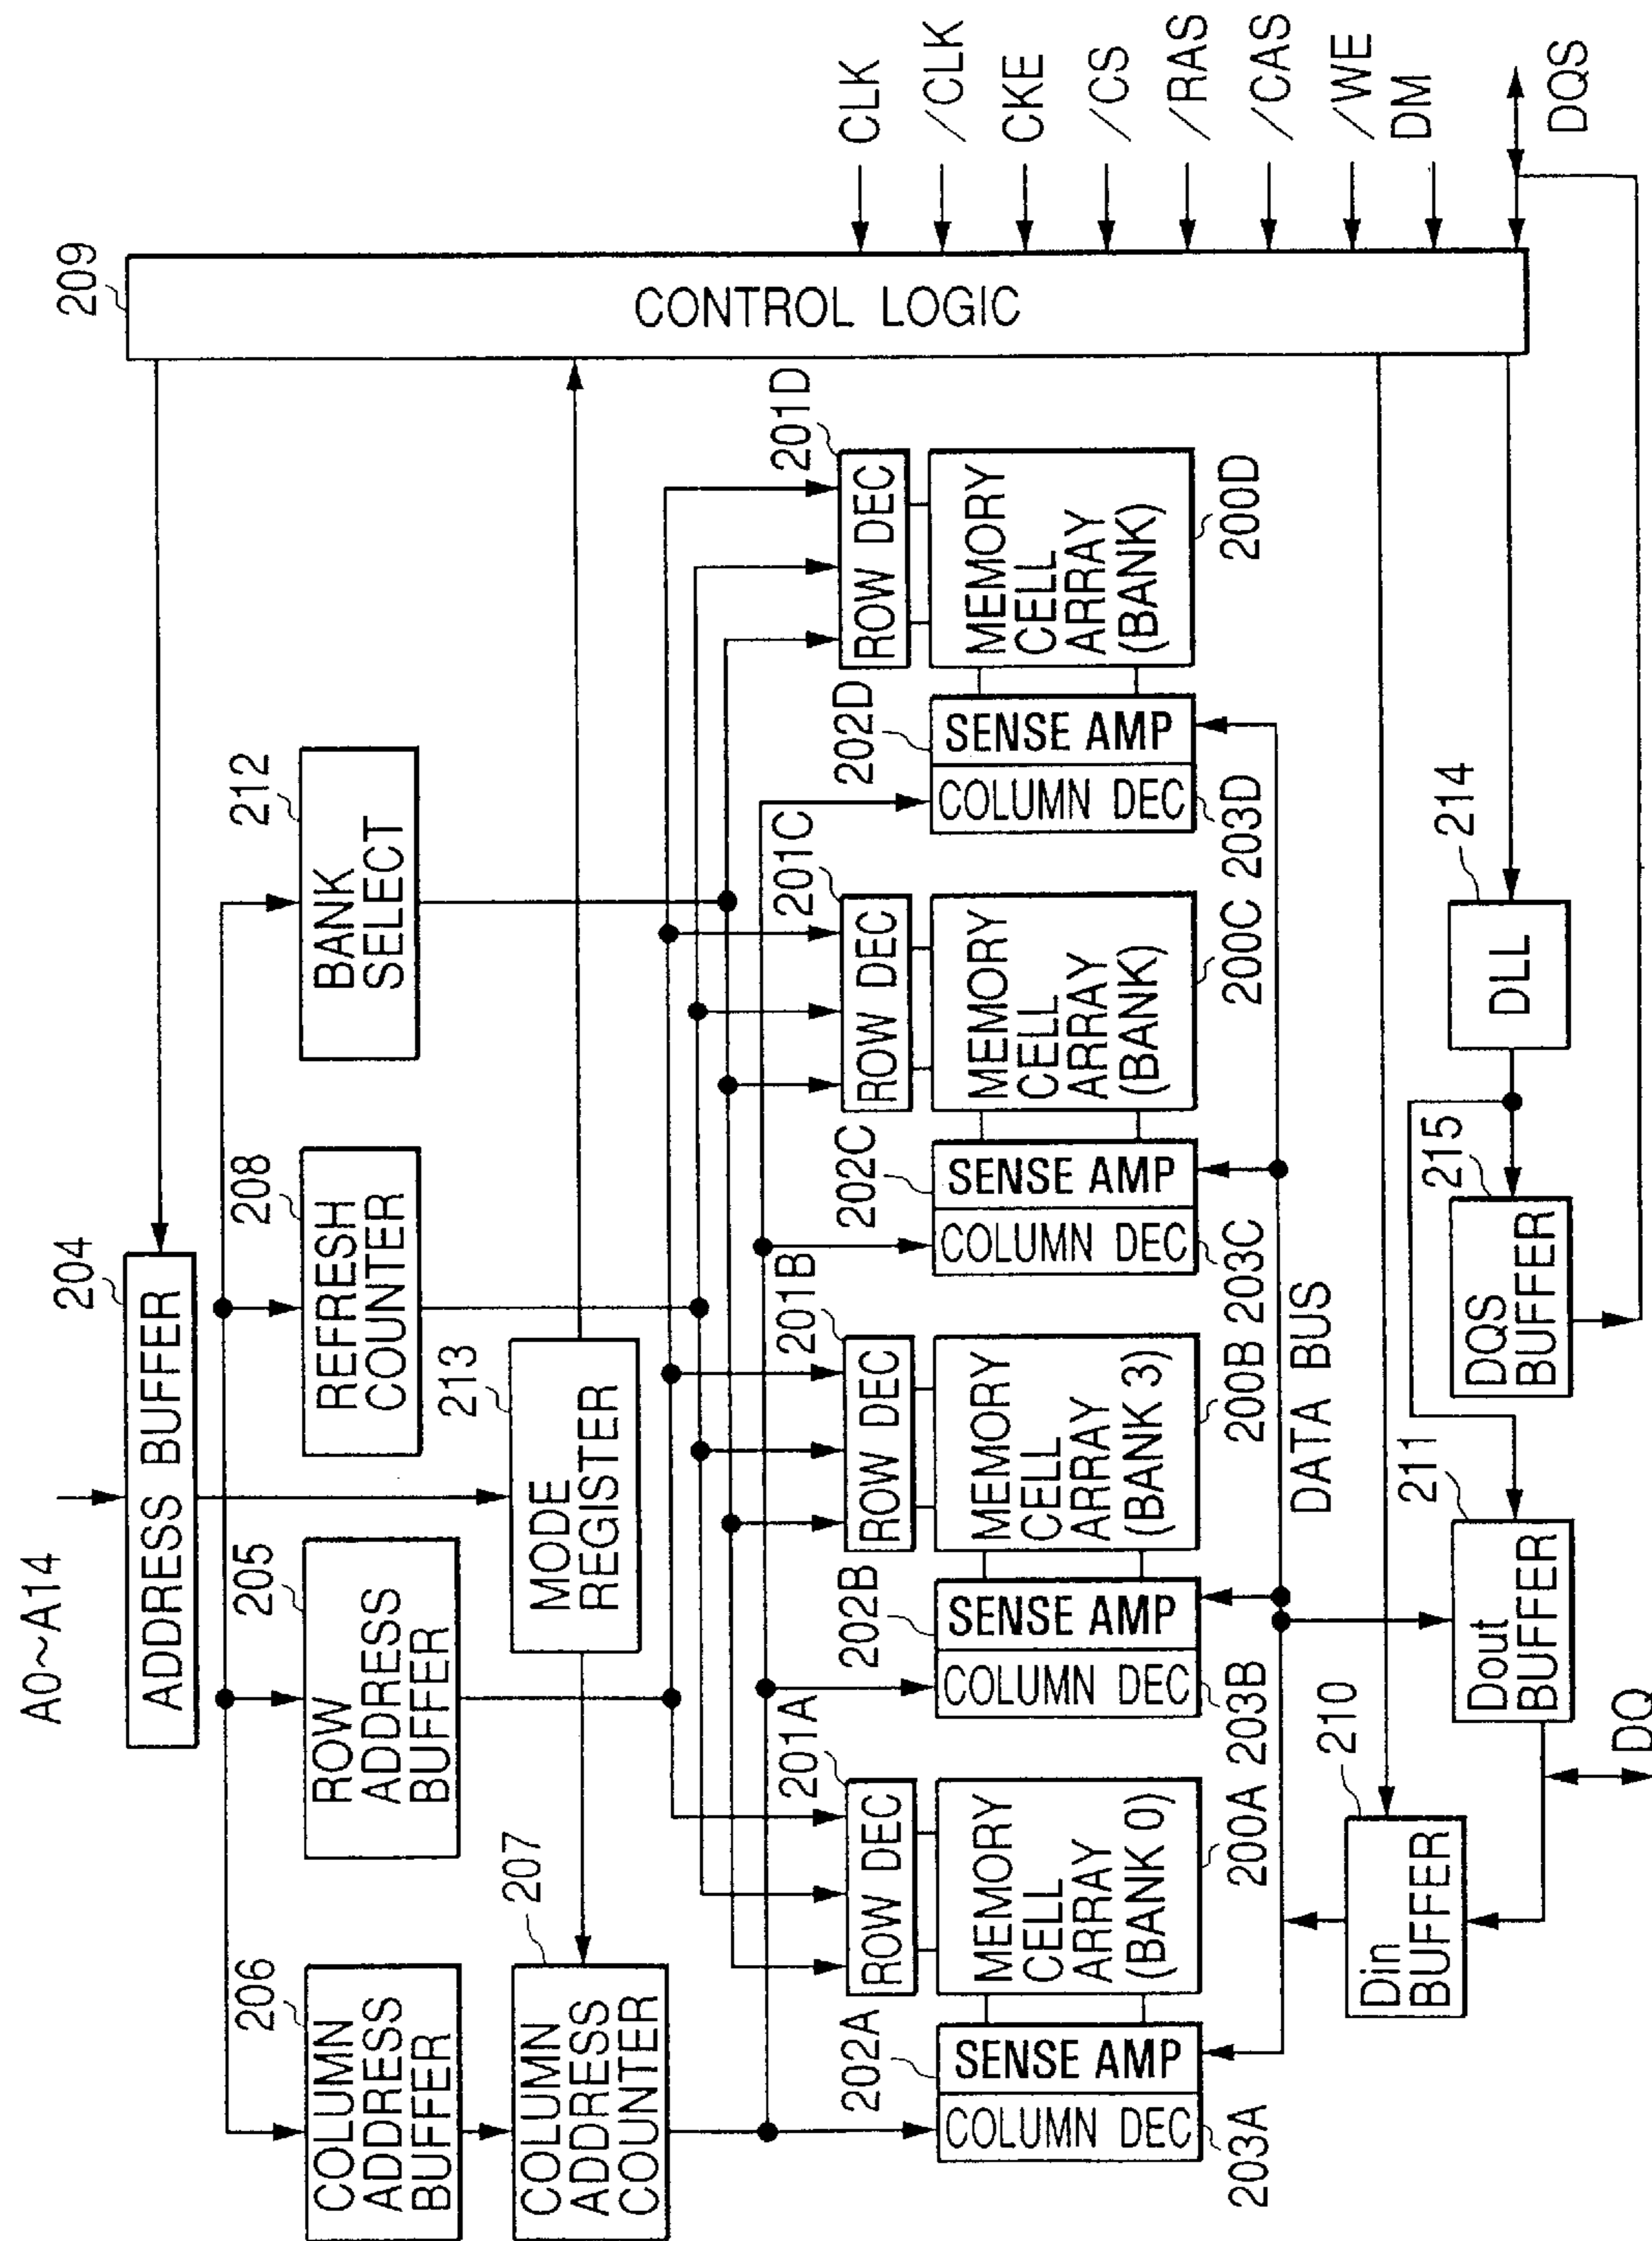 A0~A14
204
ADDRESS BUFFER
209
CONTROL LOGIC
206
COLUMN
ADDRESS
BUFFER
205
ROW
ADDRESS
BUFFER
208
REFRESH
COUNTER
212
BANK
SELECT
207
COLUMN
ADDRESS
COUNTER
213
MODE
REGISTER
201A
ROW DEC
201B
ROW DEC
201C
ROW DEC
201D
ROW DEC
202A
SENSE AMP
COLUMN DEC
203A
MEMORY
CELL
ARRAY
(BANK 0)
200A
202B
SENSE AMP
COLUMN DEC
203B
MEMORY
CELL
ARRAY
(BANK 3)
200B
202C
SENSE AMP
COLUMN DEC
203C
MEMORY
CELL
ARRAY
(BANK)
200C
202D
SENSE AMP
COLUMN DEC
203D
MEMORY
CELL
ARRAY
(BANK)
200D
DATA BUS
210
Din
BUFFER
211
Dout
BUFFER
215
DQS
BUFFER
214
DLL
DQ
CLK
/CLK
CKE
/CS
/RAS
/CAS
/WE
DM
DQS